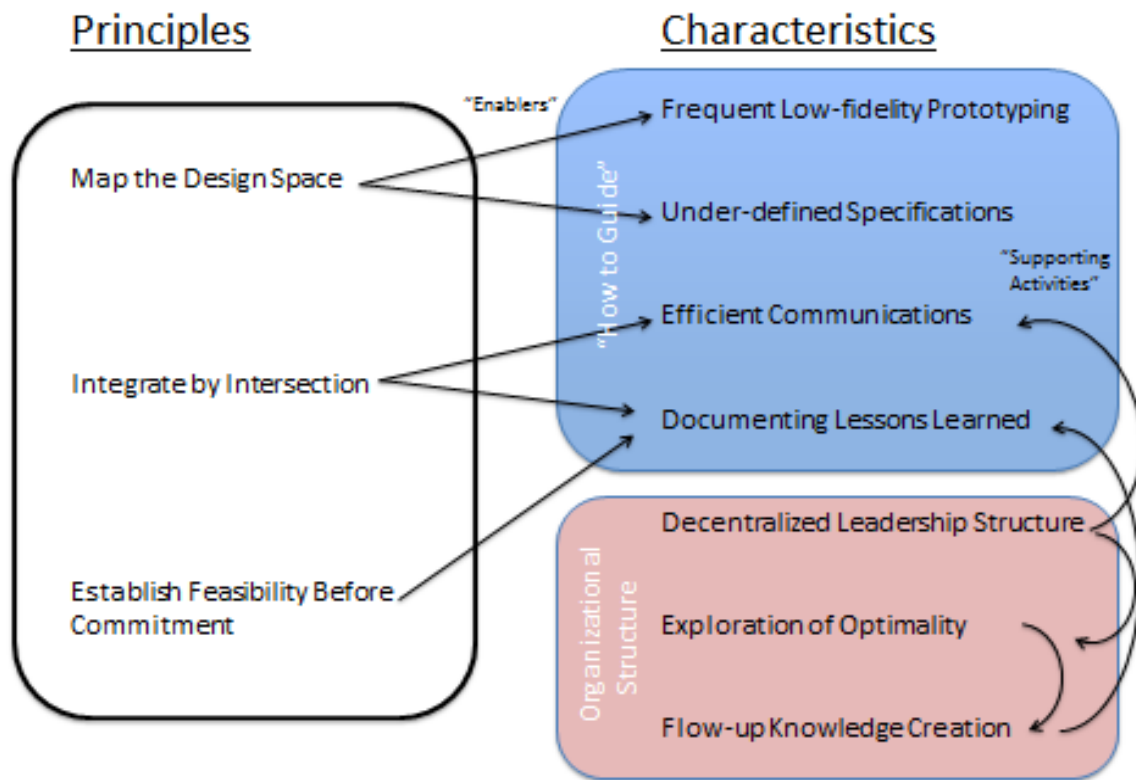 Principles
Characteristics
"Enablers"
Map the Design Space
Integrate by Intersection
Establish Feasibility Before
Commitment
"How to Guide"
Frequent Low-fidelity Prototyping
Under-defined Specifications
"Supporting
Activities"
Efficient Communications
Documenting Lessons Learned
Organizational
Structure
Decentralized Leadership Structure
Exploration of Optimality
Flow-up Knowledge Creation